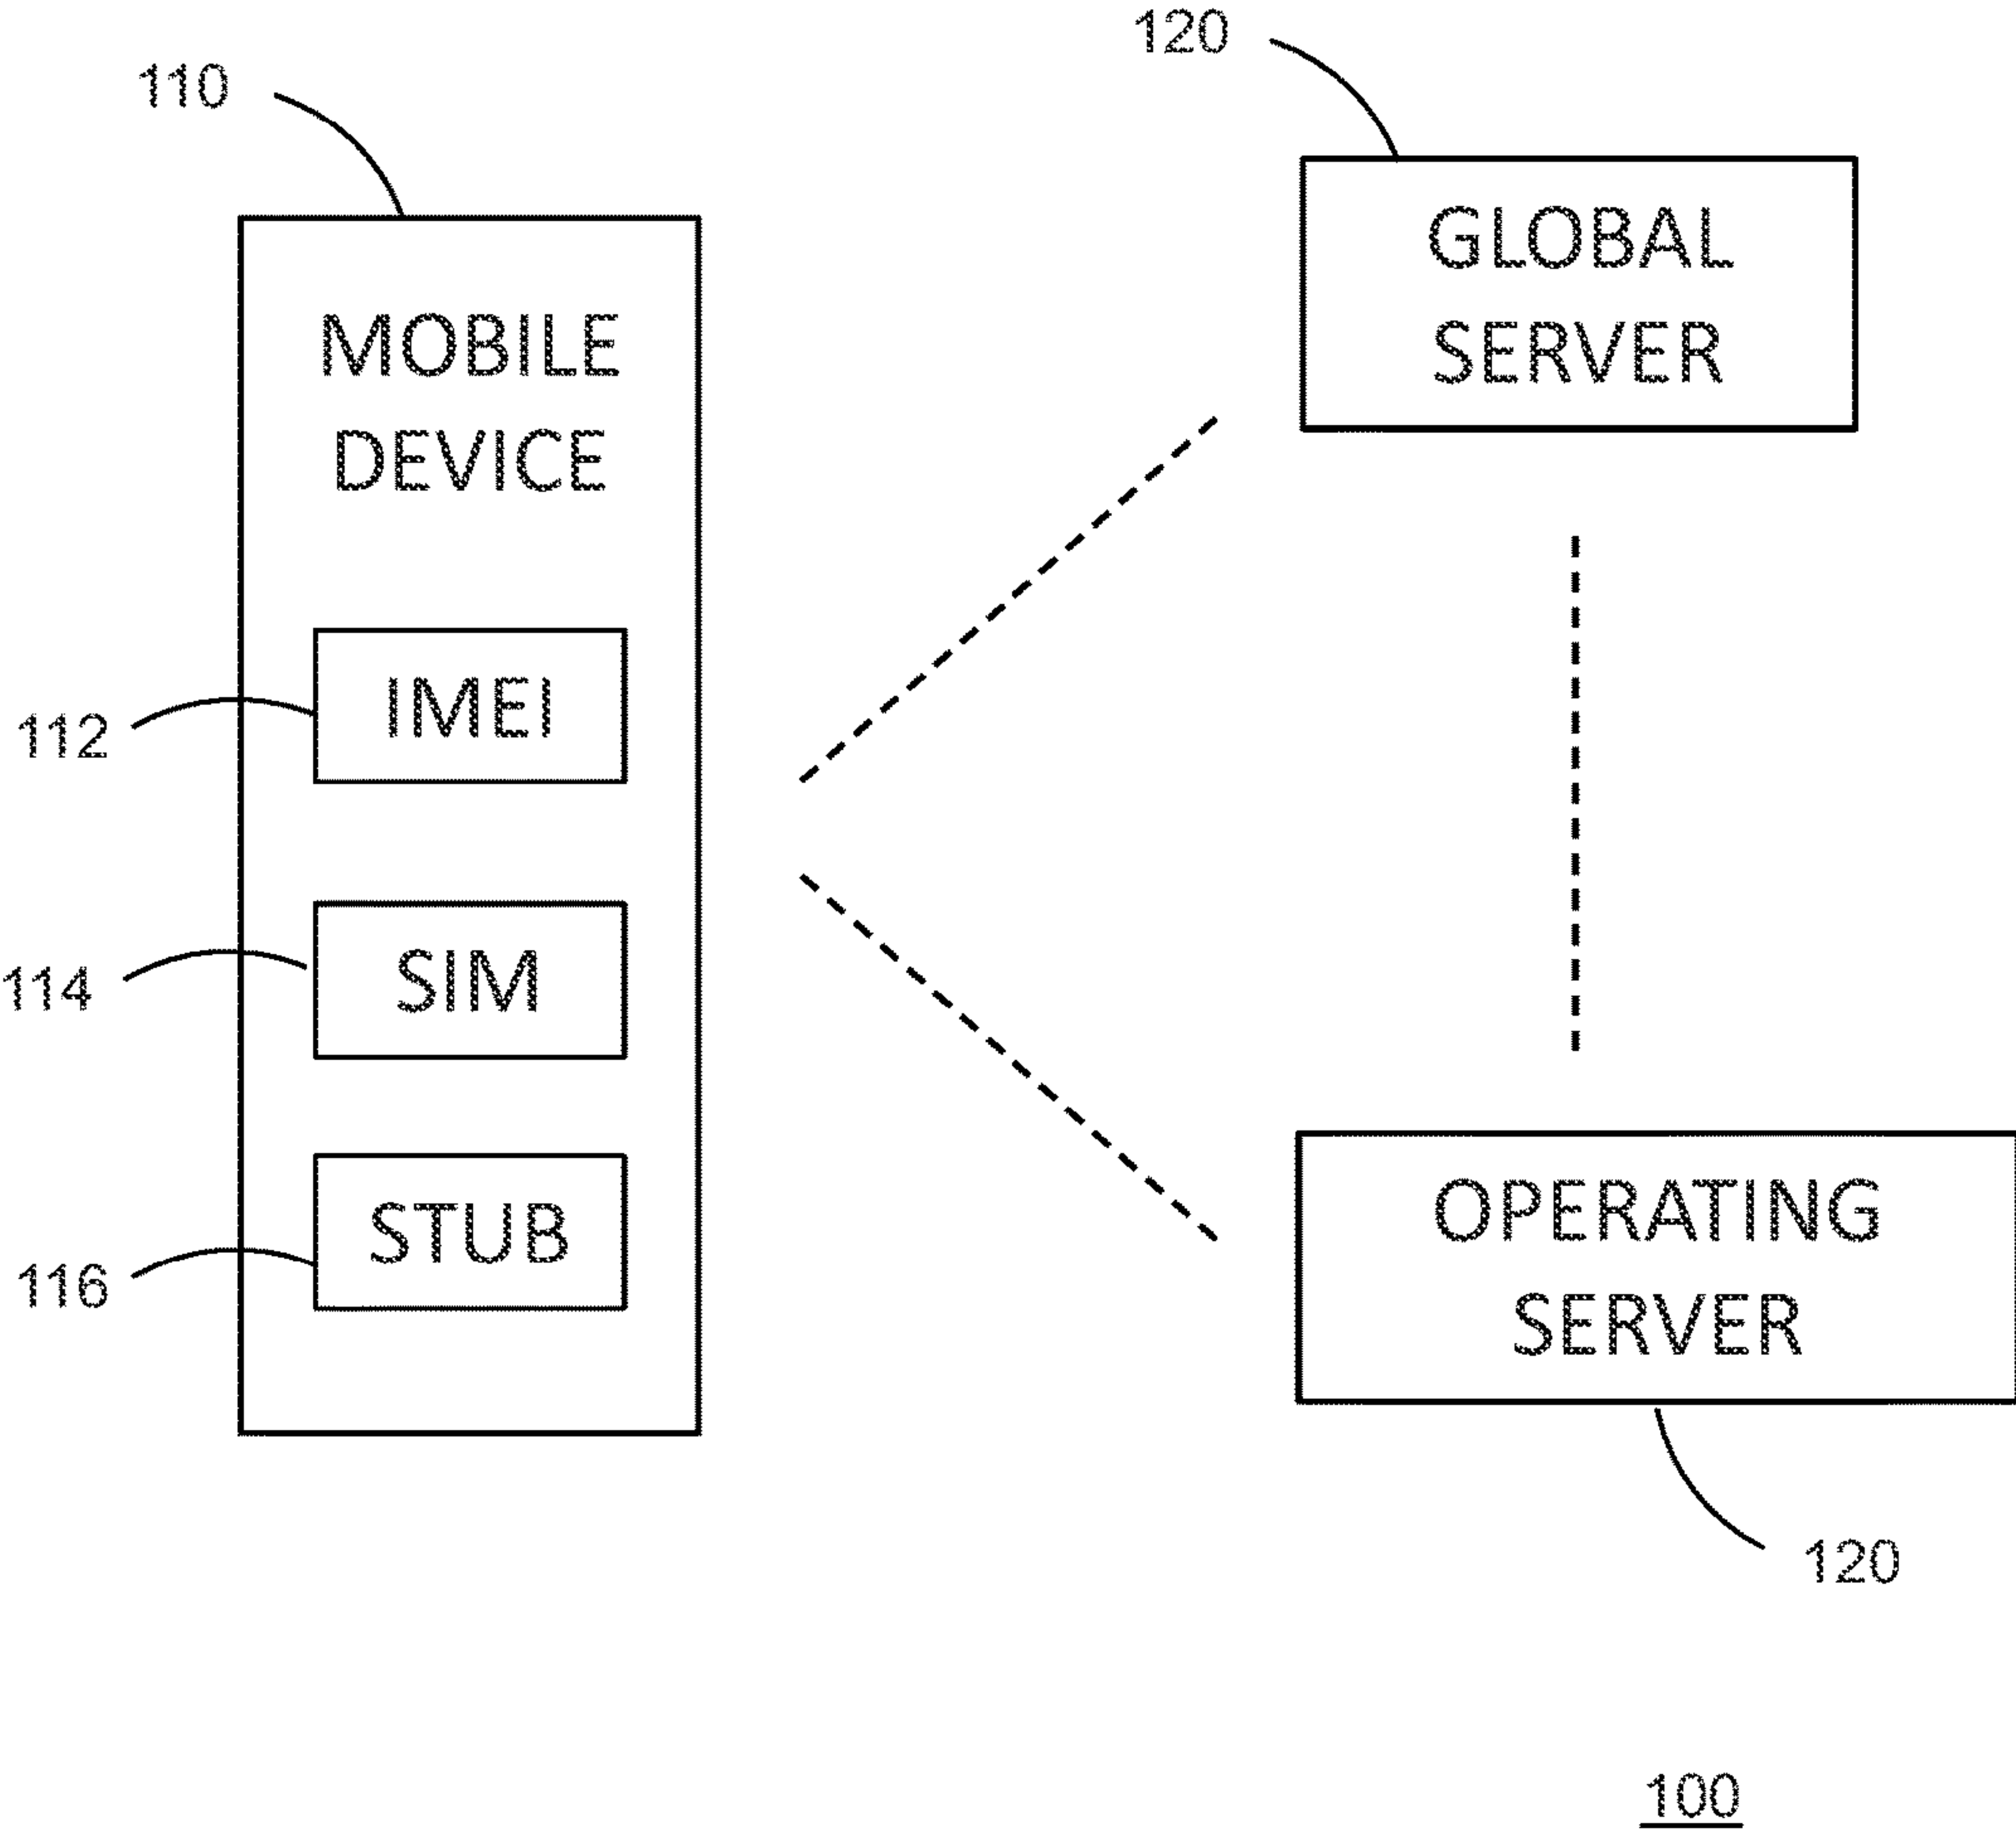 120
110
GLOBAL
SERVER
MOBILE
DEVICE
IMEI
112
SIM
114
STUB
116
OPERATING
SERVER
120
100